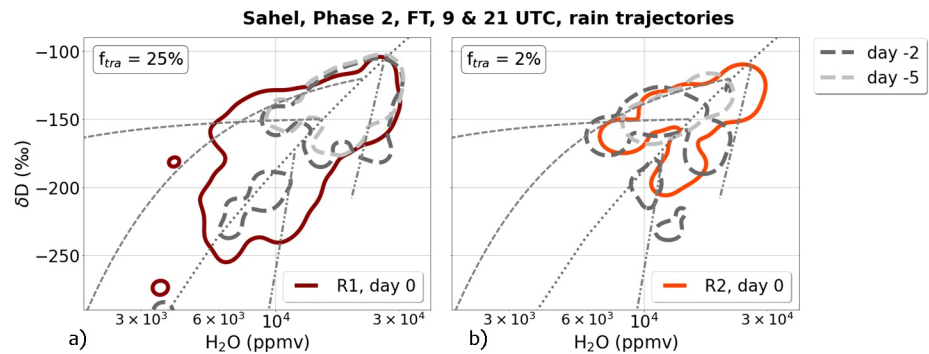 Sahel, Phase 2, FT, 9 & 21 UTC, rain trajectories
f_tra = 25%
f_tra = 2%
day -2
day -5
−100
−150
−200
−250
δD (‰)
R1, day 0
R2, day 0
3 × 10³ 6 × 10³ 10⁴ 3 × 10⁴
3 × 10³ 6 × 10³ 10⁴ 3 × 10⁴
a) H₂O (ppmv)
b) H₂O (ppmv)